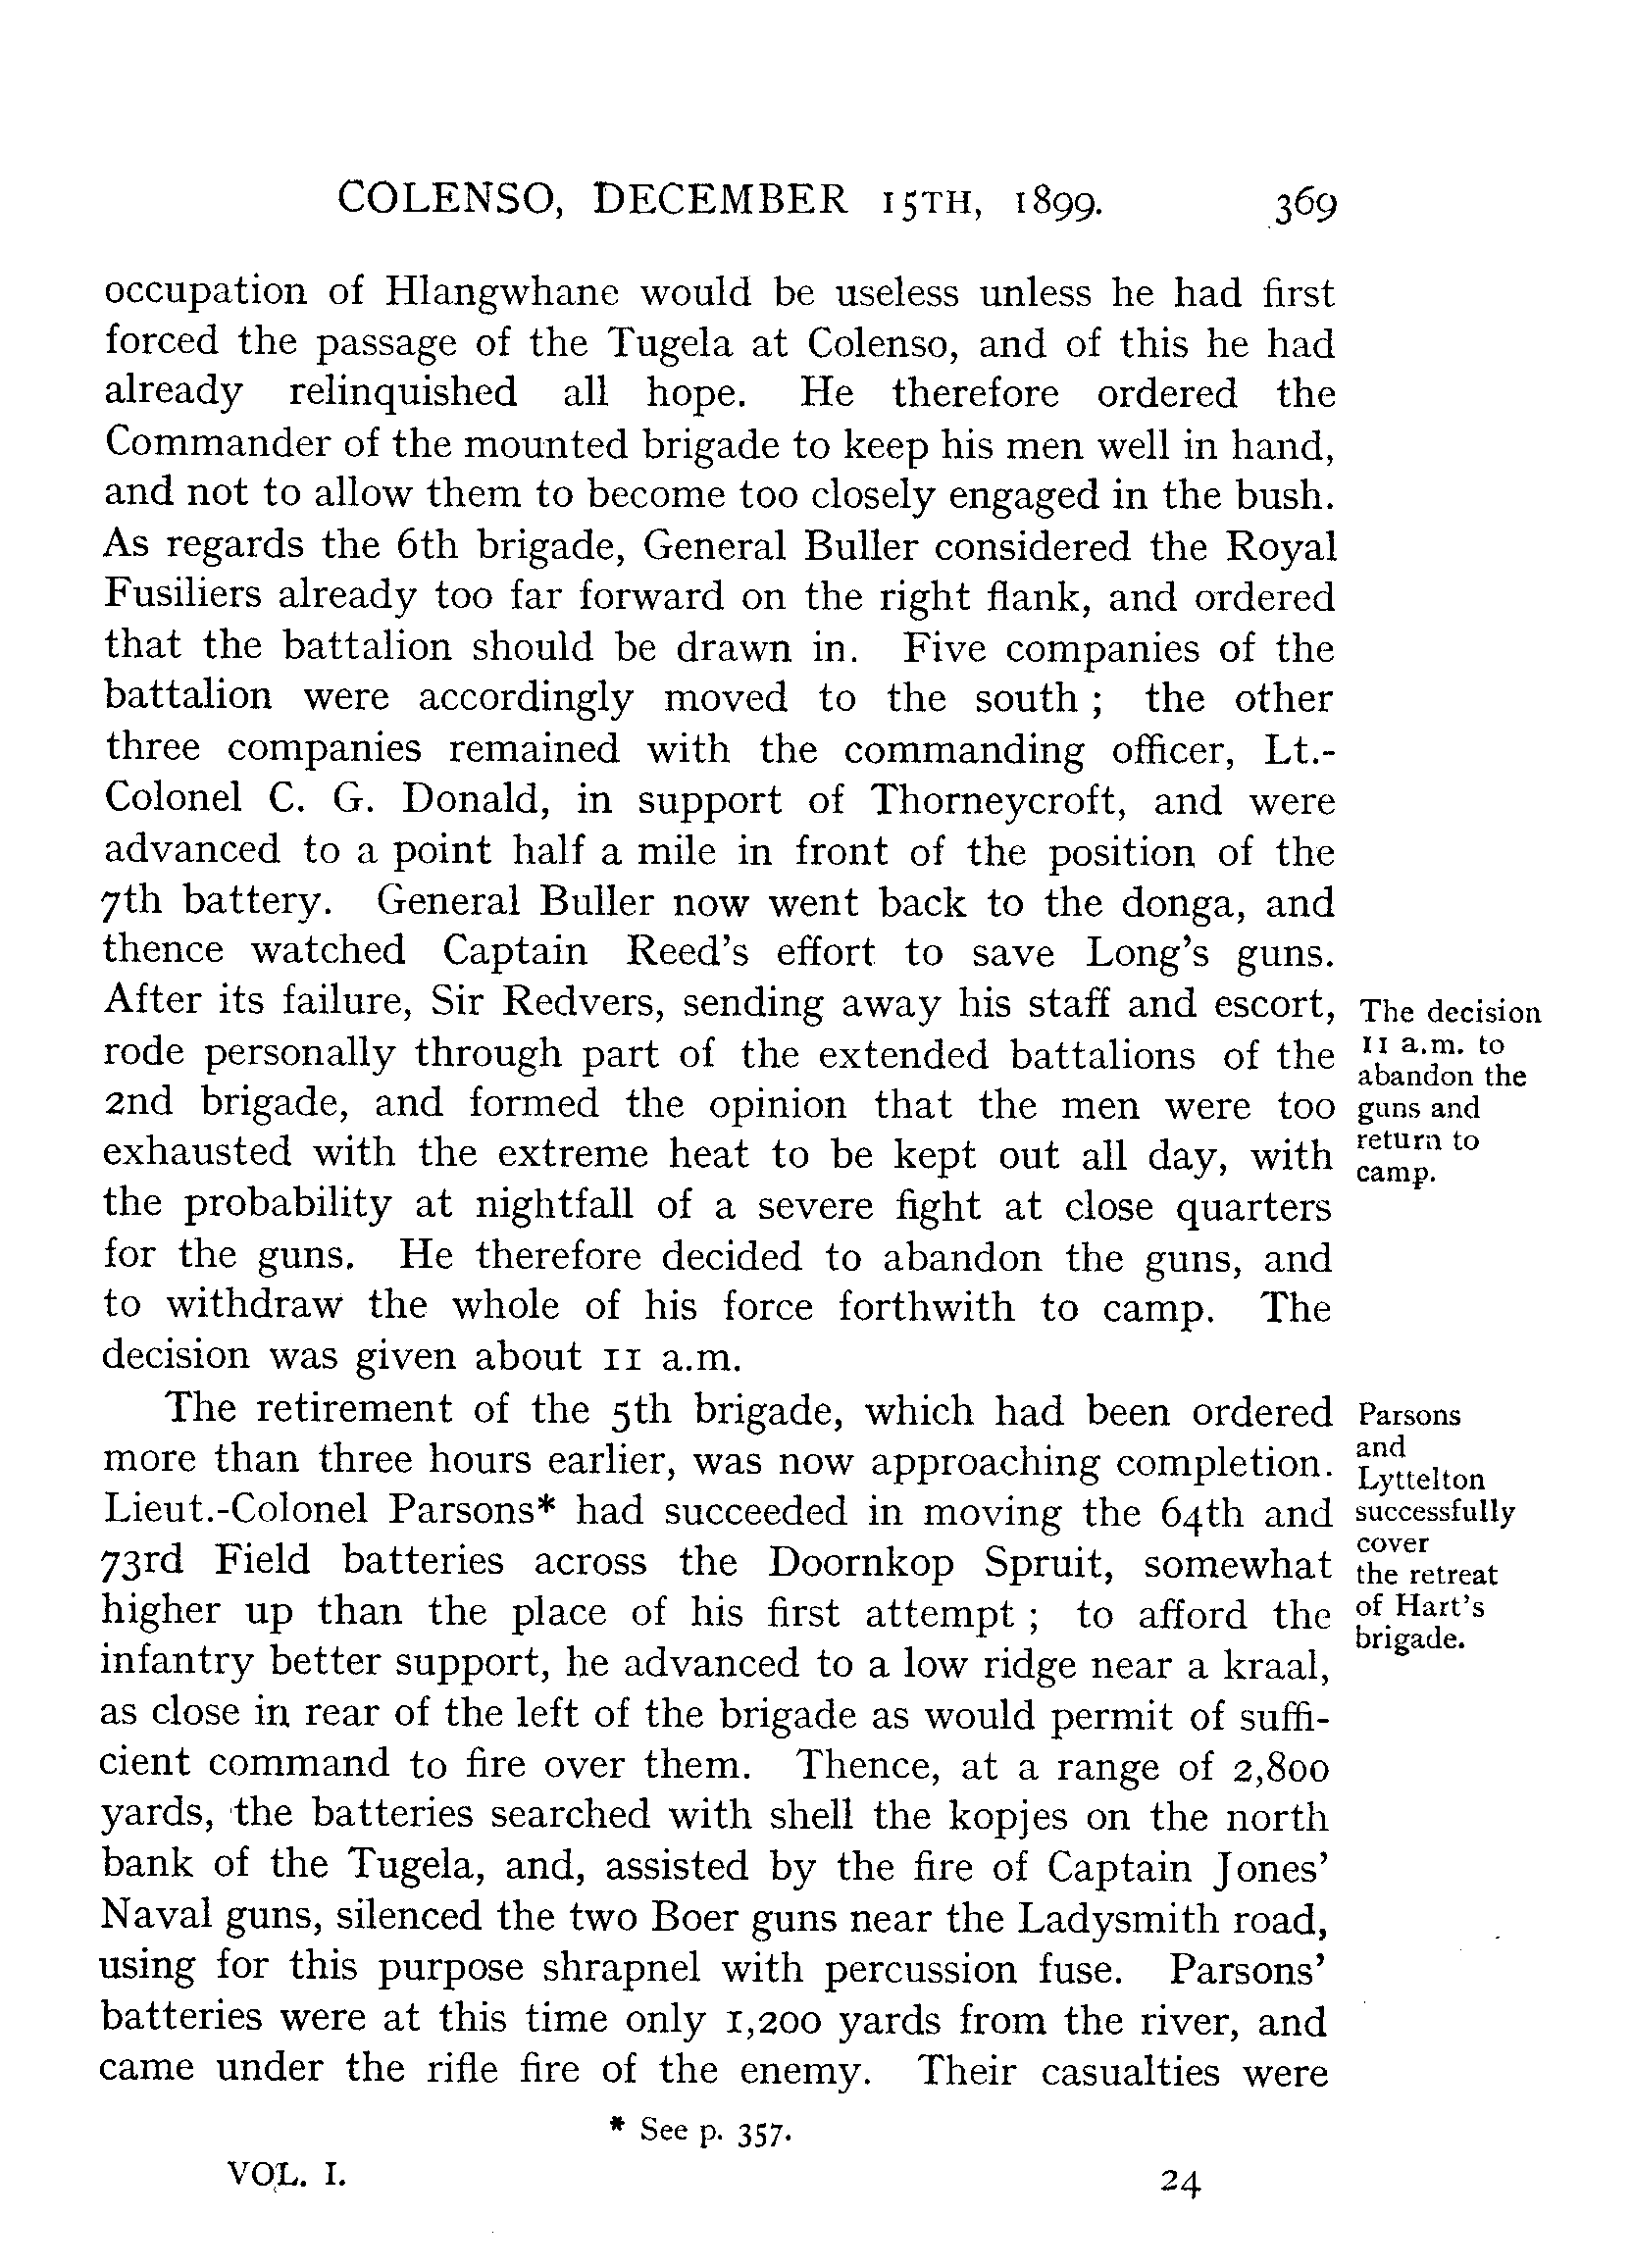 COLENSO, DECEMBER 15TH, 1899. 369
occupation of Hlangwhane would be useless unless he had first
forced the passage of the Tugela at Colenso, and of this he had
already relinquished all hope. He therefore ordered the
Commander of the mounted brigade to keep his men well in hand,
and not to allow them to become too closely engaged in the bush.
As regards the 6th brigade, General Buller considered the Royal
Fusiliers already too far forward on the right flank, and ordered
that the battalion should be drawn in. Five companies of the
battalion were accordingly moved to the south ; the other
three companies remained with the commanding officer, Lt.-
Colonel C. G. Donald, in support of Thorneycroft, and were
advanced to a point half a mile in front of the position of the
7th battery. General Buller now went back to the donga, and
thence watched Captain Reed's effort to save Long's guns.
After its failure, Sir Redvers, sending away his staff and escort,
rode personally through part of the extended battalions of the
2nd brigade, and formed the opinion that the men were too
exhausted with the extreme heat to be kept out all day, with
the probability at nightfall of a severe fight at close quarters
for the guns. He therefore decided to abandon the guns, and
to withdraw the whole of his force forthwith to camp. The
decision was given about 11 a.m.
The decision
11 a.m. to
abandon the
guns and
return to
camp.
The retirement of the 5th brigade, which had been ordered
more than three hours earlier, was now approaching completion.
Lieut.-Colonel Parsons* had succeeded in moving the 64th and
73rd Field batteries across the Doornkop Spruit, somewhat
higher up than the place of his first attempt ; to afford the
infantry better support, he advanced to a low ridge near a kraal,
as close in rear of the left of the brigade as would permit of suffi-
cient command to fire over them. Thence, at a range of 2,800
yards, the batteries searched with shell the kopjes on the north
bank of the Tugela, and, assisted by the fire of Captain Jones'
Naval guns, silenced the two Boer guns near the Ladysmith road,
using for this purpose shrapnel with percussion fuse. Parsons'
batteries were at this time only 1,200 yards from the river, and
came under the rifle fire of the enemy. Their casualties were
Parsons
and
Lyttelton
successfully
cover
the retreat
of Hart's
brigade.
* See p. 357.
VOL. I. 24